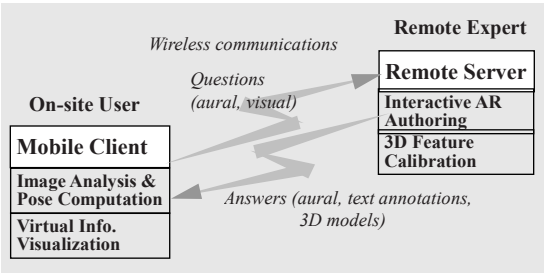 Remote Expert
Wireless communications
Remote Server
Questions
(aural, visual)
Interactive AR
Authoring
On-site User
3D Feature
Calibration
Mobile Client
Image Analysis &
Pose Computation
Answers (aural, text annotations,
3D models)
Virtual Info.
Visualization